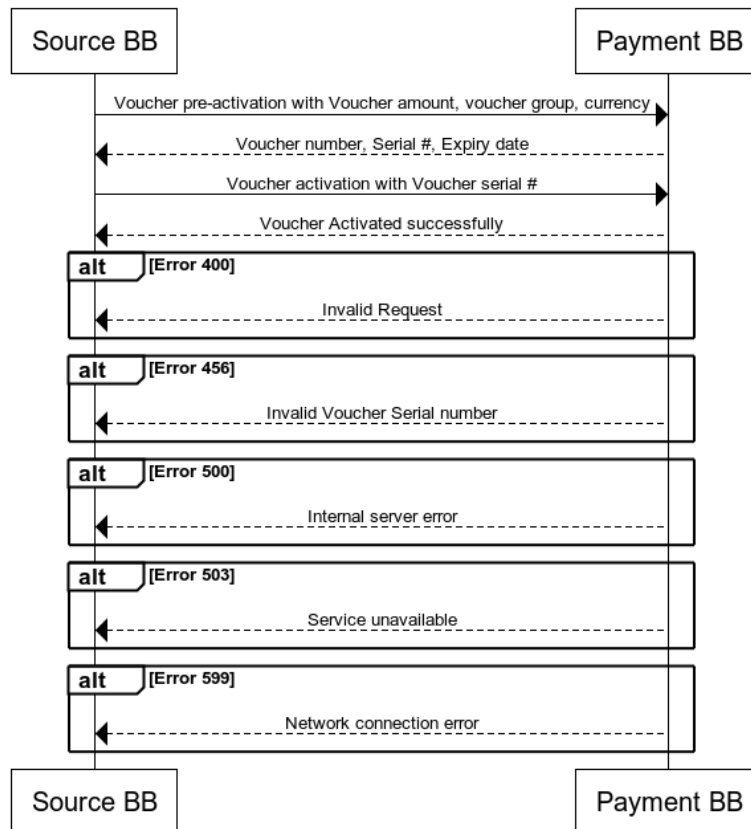 Source BB
Payment BB
Voucher pre-activation with Voucher amount, voucher group, currency
Voucher number, Serial #, Expiry date
Voucher activation with Voucher serial #
Voucher Activated successfully
alt [Error 400]
Invalid Request
alt [Error 456]
Invalid Voucher Serial number
alt [Error 500]
Internal server error
alt [Error 503]
Service unavailable
alt [Error 599]
Network connection error
Source BB
Payment BB